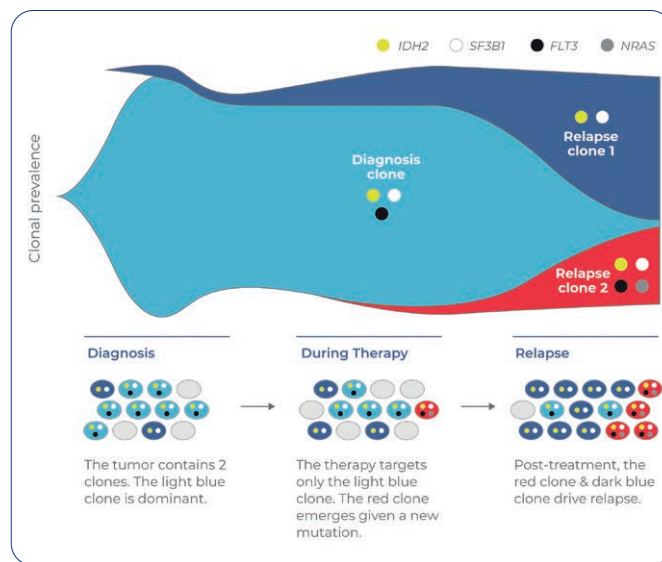 IDH2 SF3B1 FLT3 NRAS
Clonal prevalence
Diagnosis
clone
Relapse
clone 1
Relapse
clone 2
Diagnosis
During Therapy
Relapse
The tumor contains 2
clones. The light blue
clone is dominant.
The therapy targets
only the light blue
clone. The red clone
emerges given a new
mutation.
Post-treatment, the
red clone & dark blue
clone drive relapse.